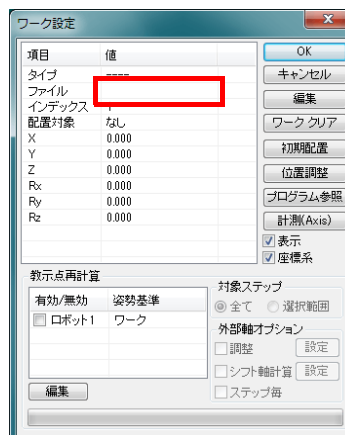 ワーク設定
項目 値
タイプ ----
ファイル
インデックス
配置対象 なし
X 0.000
Y 0.000
Z 0.000
Rx 0.000
Ry 0.000
Rz 0.000
OK
キャンセル
編集
ワーク クリア
初期配置
位置調整
プログラム参照
計測(Axis)
表示
座標系
教示点再計算
有効/無効 姿勢基準
ロボット1 ワーク
編集
対象ステップ
全て 選択範囲
外部軸オプション
調整 設定
シフト軸計算 設定
ステップ毎